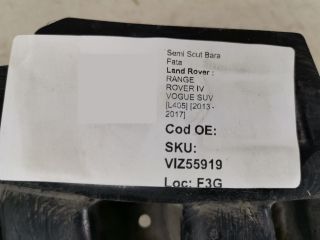 Semi Scut Bara
Fata
Land Rover :
RANGE
ROVER IV
VOGUE SUV
[L405] [2013 -
2017]
Cod OE:
SKU:
VIZ55919
Loc: F3G